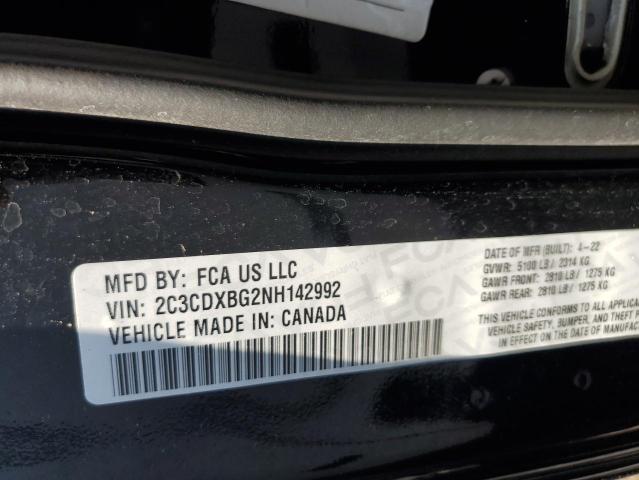 MFD BY: FCA US LLC
VIN: 2C3CDXBG2NH142992
VEHICLE MADE IN: CANADA
DATE OF MFR (BUILT): 4-22
GVWR: 5100 LB / 2314 KG
GAWR FRONT: 2810 LB / 1275 KG
GAWR REAR: 2810 LB / 1275 KG
THIS VEHICLE CONFORMS TO ALL
VEHICLE SAFETY, BUMPER, AND THEFT
IN EFFECT ON THE DATE OF MANUFAC